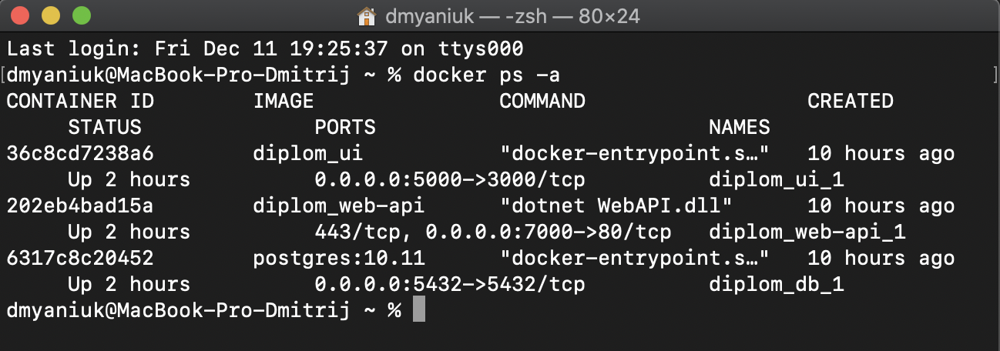 dmyaniuk — -zsh — 80×24
Last login: Fri Dec 11 19:25:37 on ttys000
[dmyaniuk@MacBook-Pro-Dmitrij ~ % docker ps -a ]
CONTAINER ID        IMAGE               COMMAND                  CREATED
     STATUS              PORTS                           NAMES
36c8cd7238a6        diplom_ui           "docker-entrypoint.s…"   10 hours ago
     Up 2 hours          0.0.0.0:5000->3000/tcp          diplom_ui_1
202eb4bad15a        diplom_web-api      "dotnet WebAPI.dll"      10 hours ago
     Up 2 hours          443/tcp, 0.0.0.0:7000->80/tcp   diplom_web-api_1
6317c8c20452        postgres:10.11      "docker-entrypoint.s…"   10 hours ago
     Up 2 hours          0.0.0.0:5432->5432/tcp          diplom_db_1
dmyaniuk@MacBook-Pro-Dmitrij ~ %